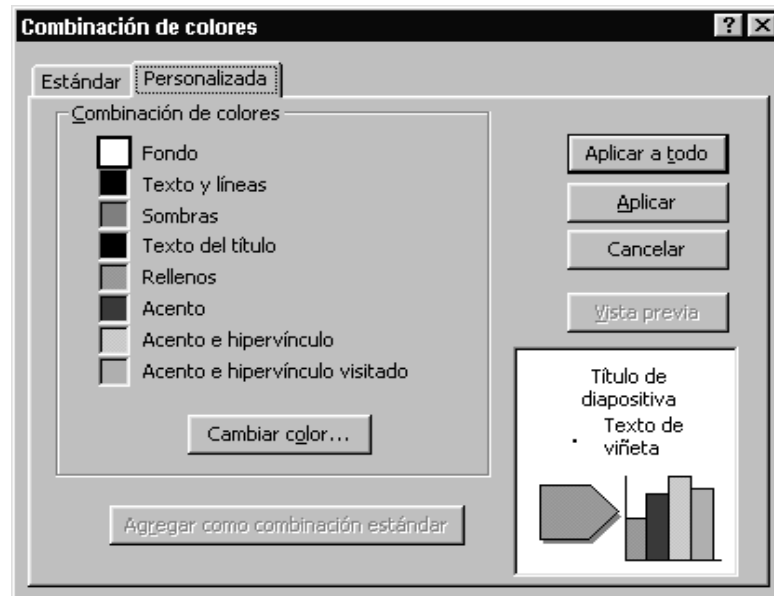 Combinación de colores
Estándar
Personalizada
Combinación de colores
Fondo
Texto y líneas
Sombras
Texto del título
Rellenos
Acento
Acento e hipervínculo
Acento e hipervínculo visitado
Cambiar color...
Agregar como combinación estándar
Aplicar a todo
Aplicar
Cancelar
Vista previa
Título de
diapositiva
· Texto de
viñeta